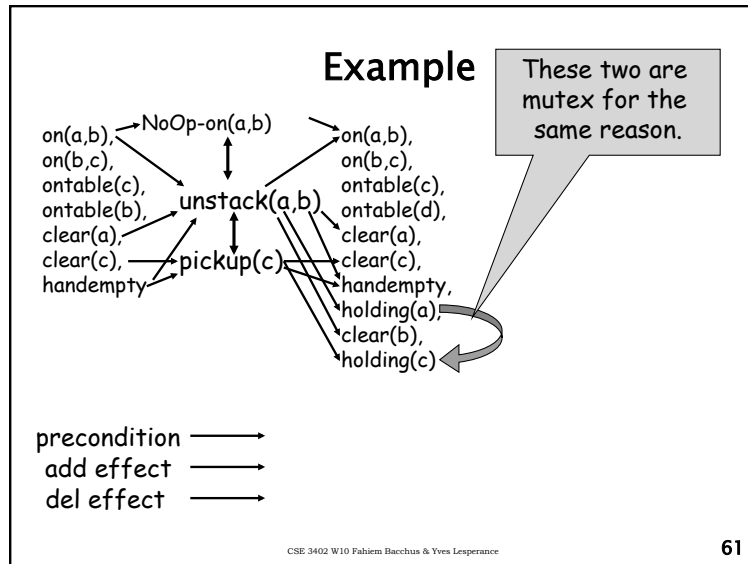 Example
These two are
mutex for the
same reason.
on(a,b),
on(b,c),
ontable(c),
ontable(b),
clear(a),
clear(c),
handempty
NoOp-on(a,b)
unstack(a,b)
pickup(c)
on(a,b),
on(b,c),
ontable(c),
ontable(d),
clear(a),
clear(c),
handempty,
holding(a),
clear(b),
holding(c)
precondition
add effect
del effect
CSE 3402 W10 Fahiem Bacchus & Yves Lesperance
61